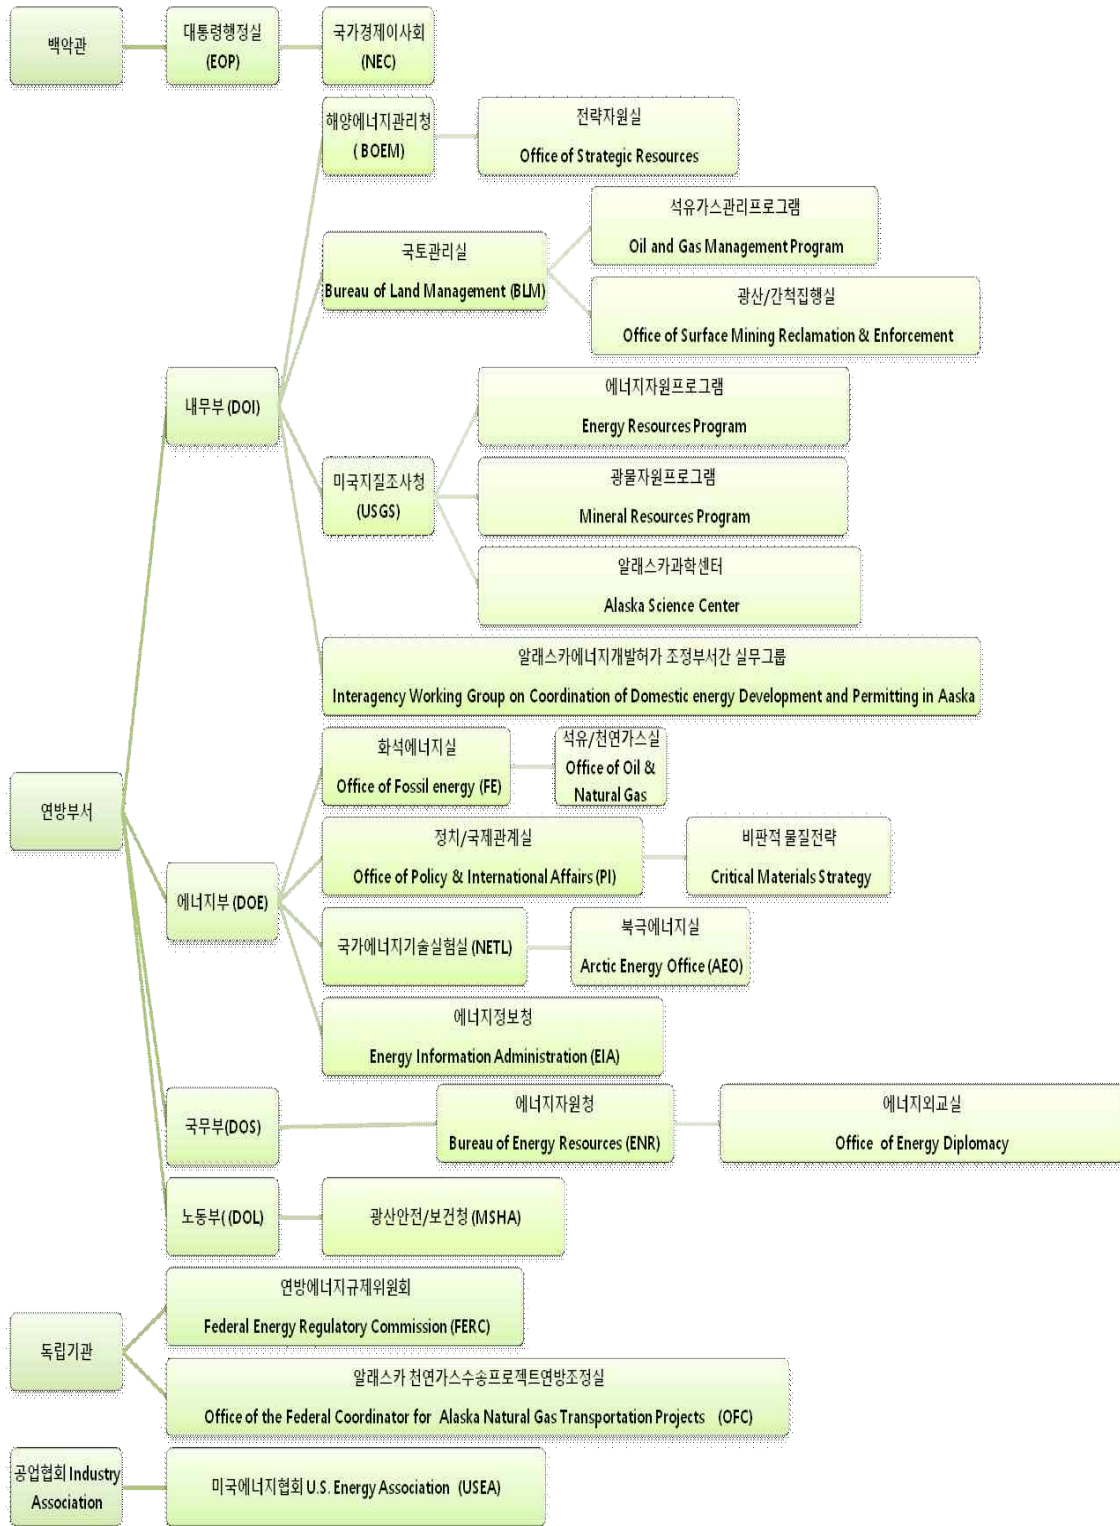 백악관
대통령행정실
(EOP)
국가경제이사회
(NEC)
해양에너지관리청
( BOEM)
전략자원실
Office of Strategic Resources
석유가스관리프로그램
Oil and Gas Management Program
국토관리실
Bureau of Land Management (BLM)
광산/간척집행실
Office of Surface Mining Reclamation & Enforcement
내무부 (DOI)
에너지자원프로그램
Energy Resources Program
미국지질조사청
(USGS)
광물자원프로그램
Mineral Resources Program
알래스카과학센터
Alaska Science Center
알래스카에너지개발허가 조정부서간 실무그룹
Interagency Working Group on Coordination of Domestic energy Development and Permitting in Aaska
연방부서
화석에너지실
Office of Fossil energy (FE)
석유/천연가스실
Office of Oil &
Natural Gas
정치/국제관계실
Office of Policy & International Affairs (PI)
비판적 물질전략
Critical Materials Strategy
에너지부 (DOE)
국가에너지기술실험실 (NETL)
북극에너지실
Arctic Energy Office (AEO)
에너지정보청
Energy Information Administration (EIA)
국무부(DOS)
에너지자원청
Bureau of Energy Resources (ENR)
에너지외교실
Office of Energy Diplomacy
노동부( (DOL)
광산안전/보건청 (MSHA)
독립기관
연방에너지규제위원회
Federal Energy Regulatory Commission (FERC)
알래스카 천연가스수송프로젝트연방조정실
Office of the Federal Coordinator for Alaska Natural Gas Transportation Projects (OFC)
공업협회 Industry
Association
미국에너지협회 U.S. Energy Association (USEA)